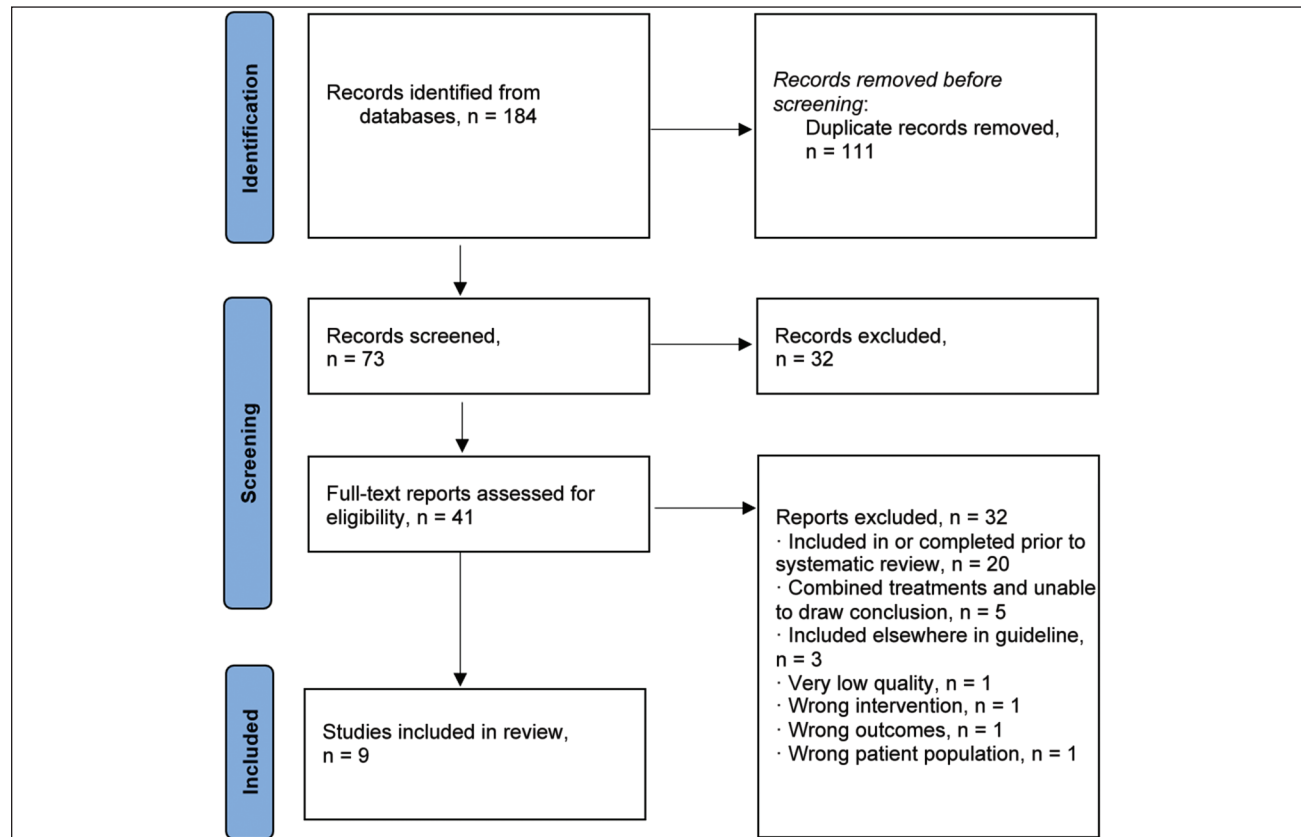 Identification
Records identified from
databases, n = 184
Records removed before
screening:
Duplicate records removed,
n = 111
Screening
Records screened,
n = 73
Records excluded,
n = 32
Full-text reports assessed for
eligibility, n = 41
Reports excluded, n = 32
· Included in or completed prior to
systematic review, n = 20
· Combined treatments and unable
to draw conclusion, n = 5
· Included elsewhere in guideline,
n = 3
· Very low quality, n = 1
· Wrong intervention, n = 1
· Wrong outcomes, n = 1
· Wrong patient population, n = 1
Included
Studies included in review,
n = 9